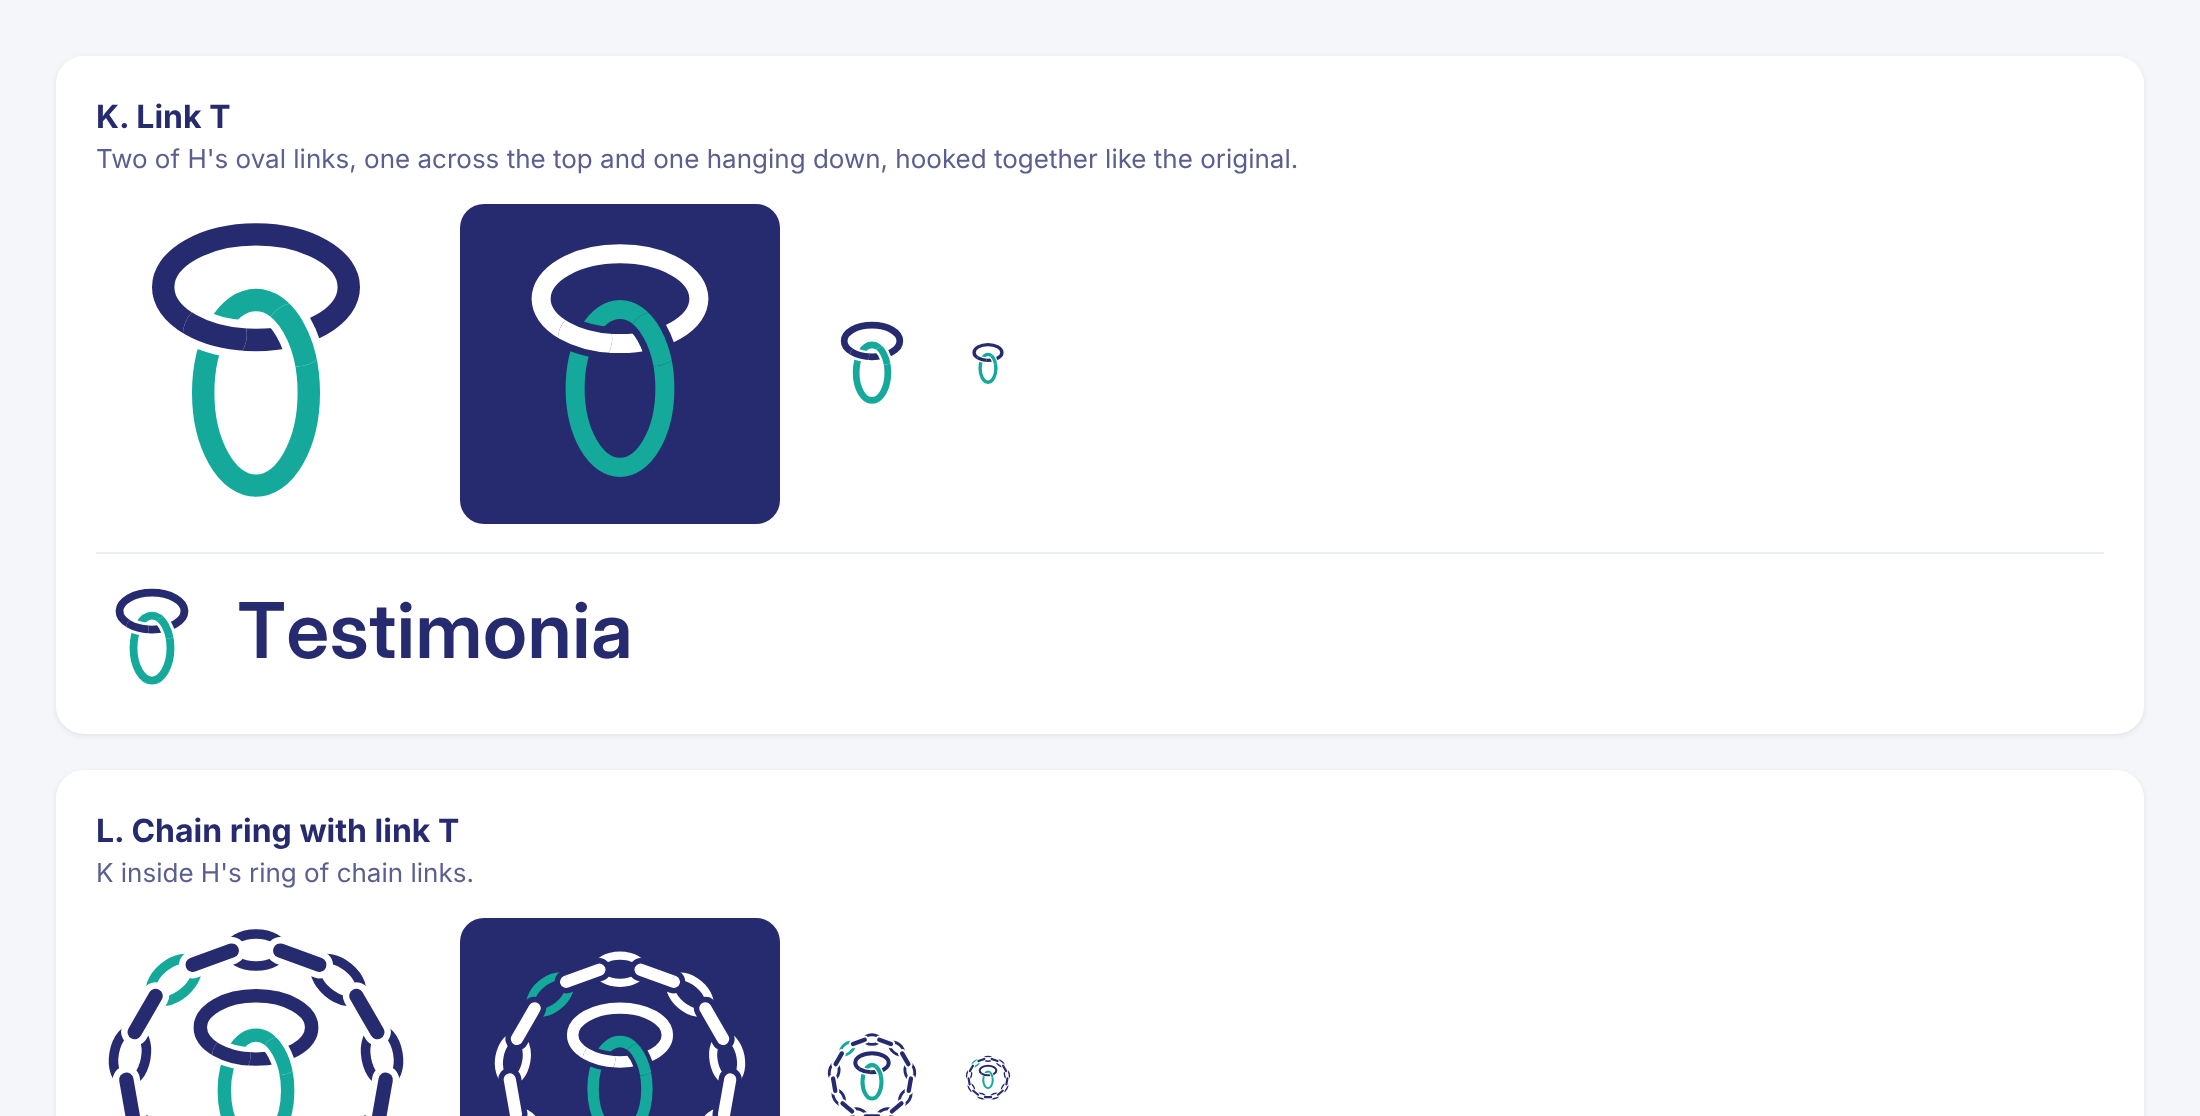 K. Link T
Two of H's oval links, one across the top and one hanging down, hooked together like the original.
Testimonia
L. Chain ring with link T
K inside H's ring of chain links.